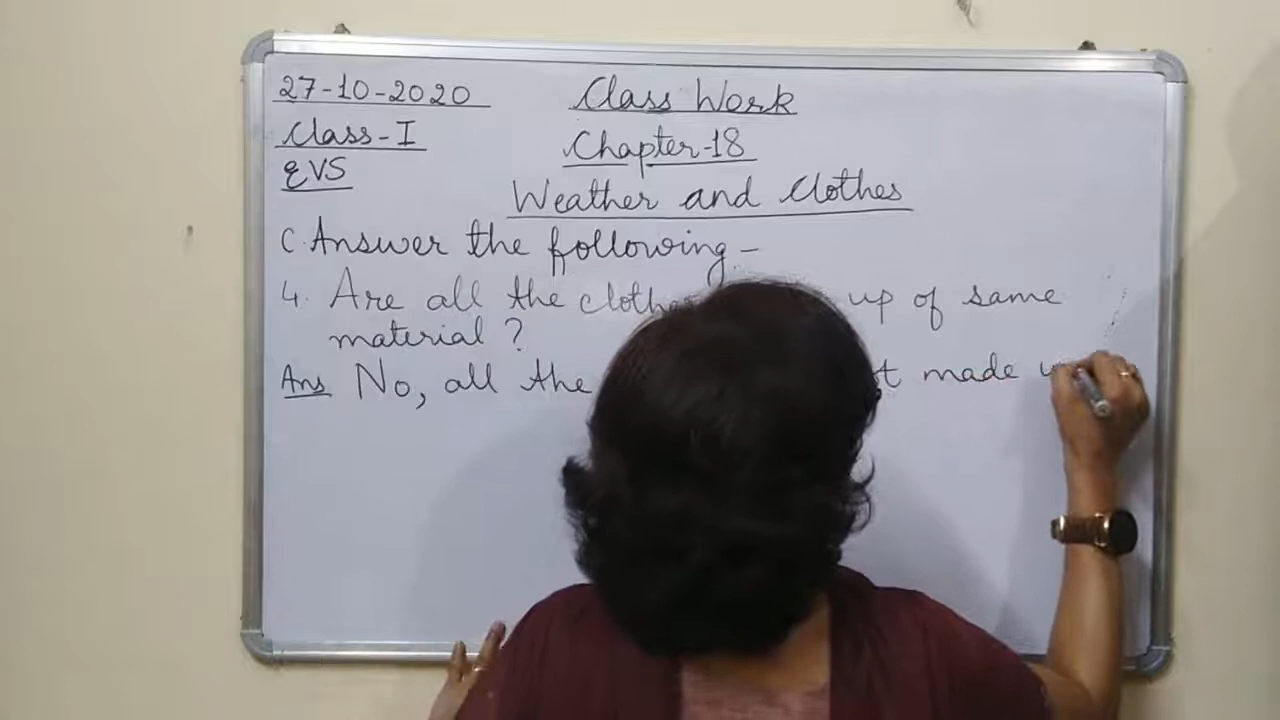 27-10-2020 Class Work
Class-I Chapter-18
EVS
Weather and Clothes
C. Answer the following -
4. Are all the clothes up of same
material ?
Ans No, all the made